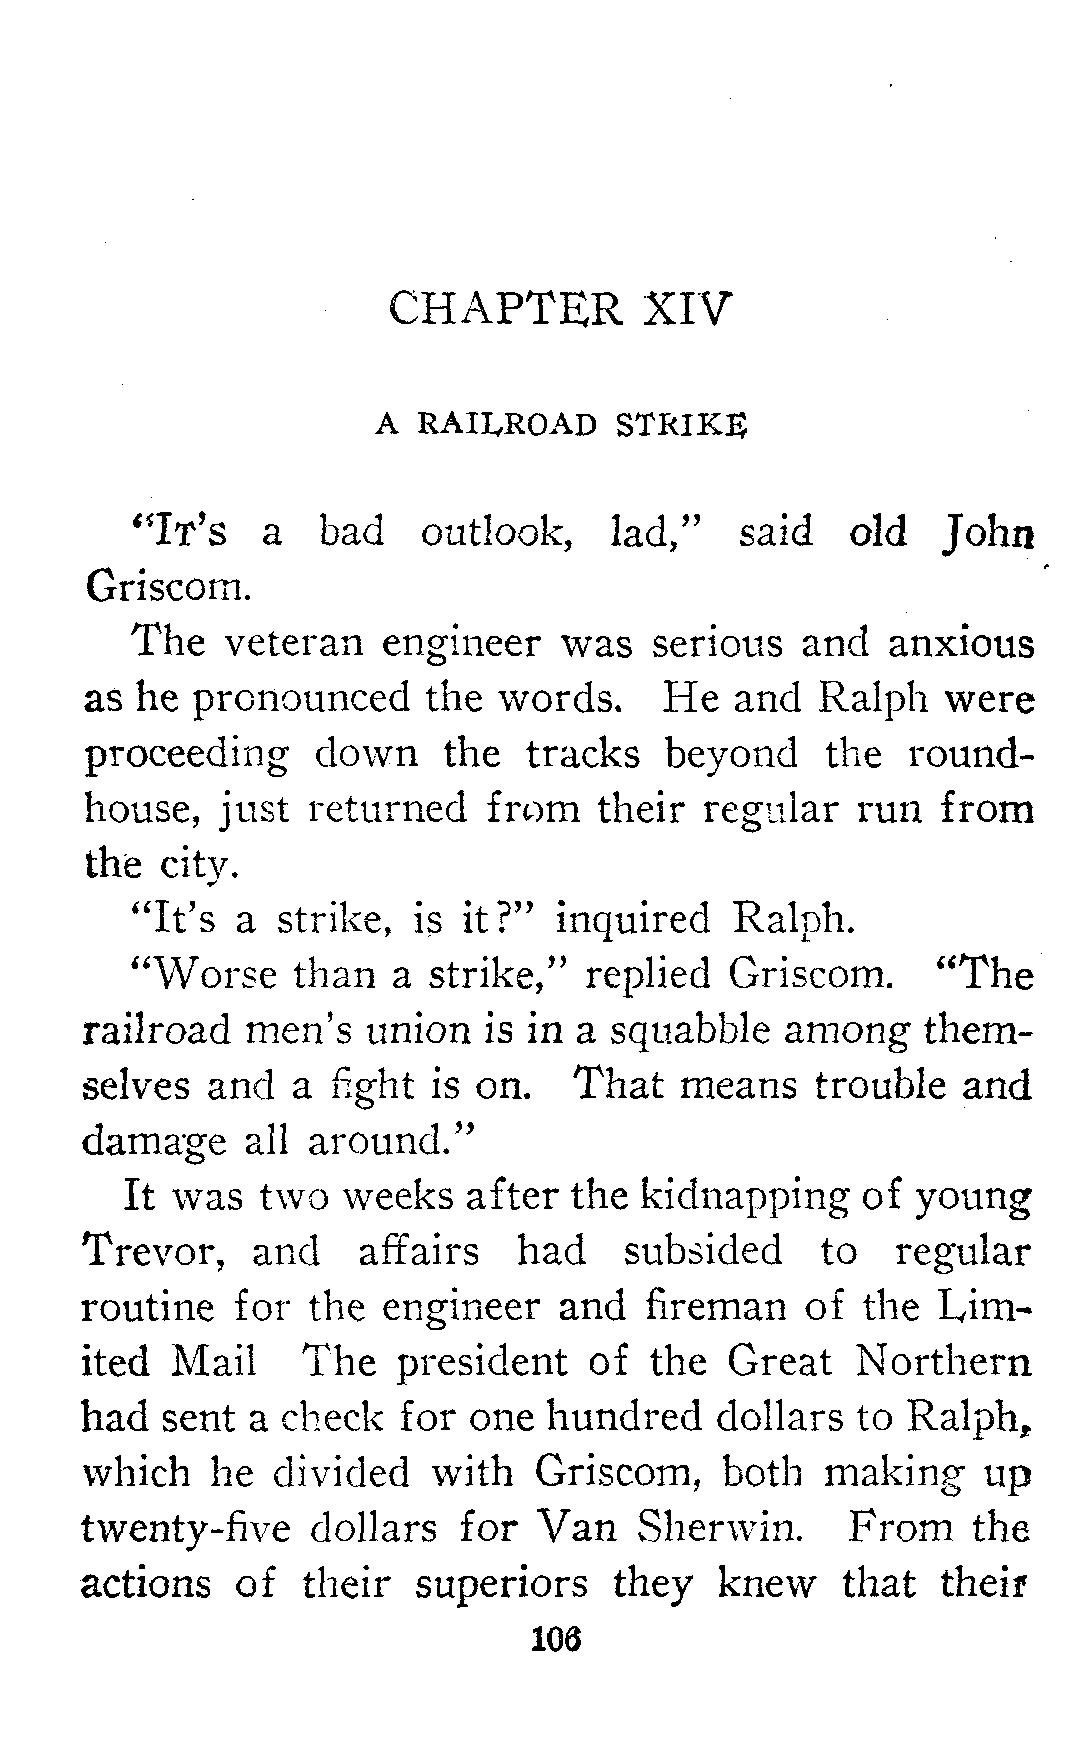 CHAPTER XIV
A RAILROAD STRIKE
“It’s a bad outlook, lad,” said old John
Griscom.
The veteran engineer was serious and anxious
as he pronounced the words. He and Ralph were
proceeding down the tracks beyond the round-
house, just returned from their regular run from
the city.
“It’s a strike, is it?” inquired Ralph.
“Worse than a strike,” replied Griscom. “The
railroad men’s union is in a squabble among them-
selves and a fight is on. That means trouble and
damage all around.”
It was two weeks after the kidnapping of young
Trevor, and affairs had subsided to regular
routine for the engineer and fireman of the Lim-
ited Mail The president of the Great Northern
had sent a check for one hundred dollars to Ralph,
which he divided with Griscom, both making up
twenty-five dollars for Van Sherwin. From the
actions of their superiors they knew that their
106